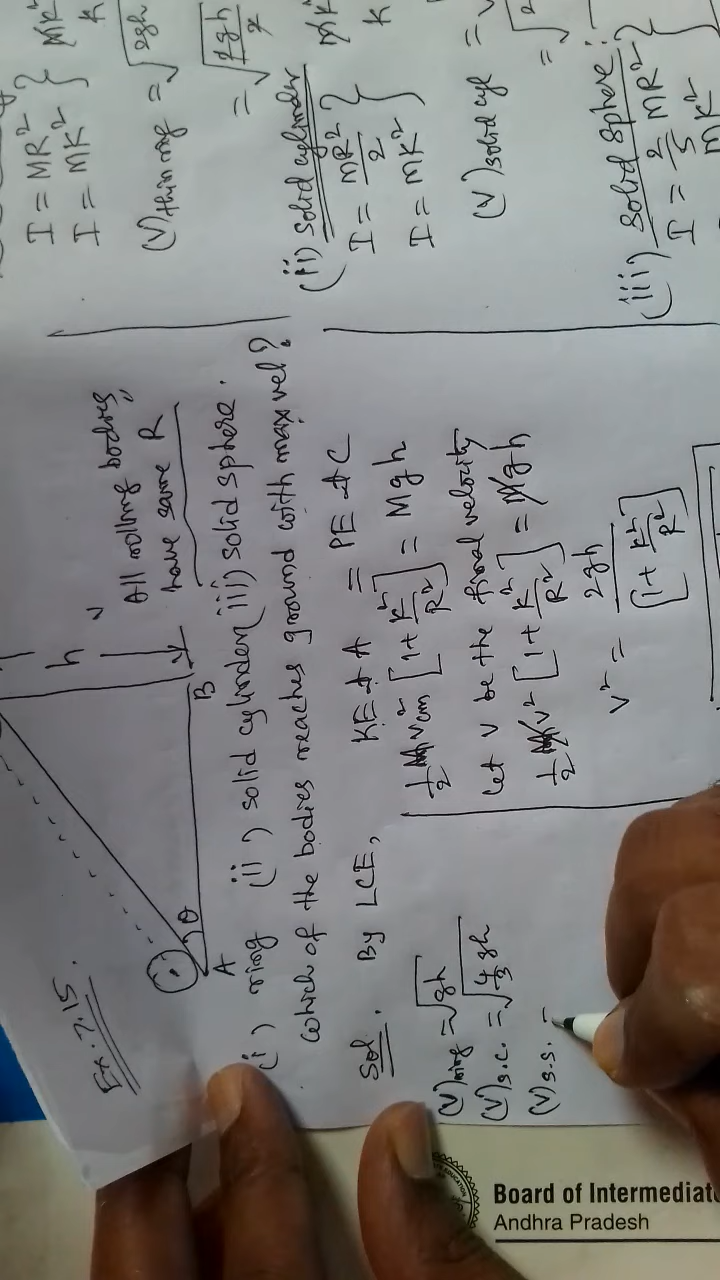 Ex: 7.15.
h
"All rolling bodies
have same R"
A
θ
B
(i) ring (ii) solid cylinder (iii) solid sphere.
Which of the bodies reaches ground with max vel?
Sol. By LCE, KE at A = PE at C
1/2 M v²cm [1 + K²/R²] = Mgh
Let v be the final velocity
1/2 M v² [1 + K²/R²] = Mgh
v² = 2gh / [1 + K²/R²]
(V)ring = √gh
(V)s.c. = √4/3 gh
(V)s.s. =
I = MR² }
I = MK² }
(V)thin ring = √2gh
= √2gh/2
(ii) Solid cylinder
I = mR²/2 }
I = mK² }
(V)solid cyl =
=
(iii) Solid Sphere:
I = 2/5 MR² }
MK²
Board of Intermediate
Andhra Pradesh